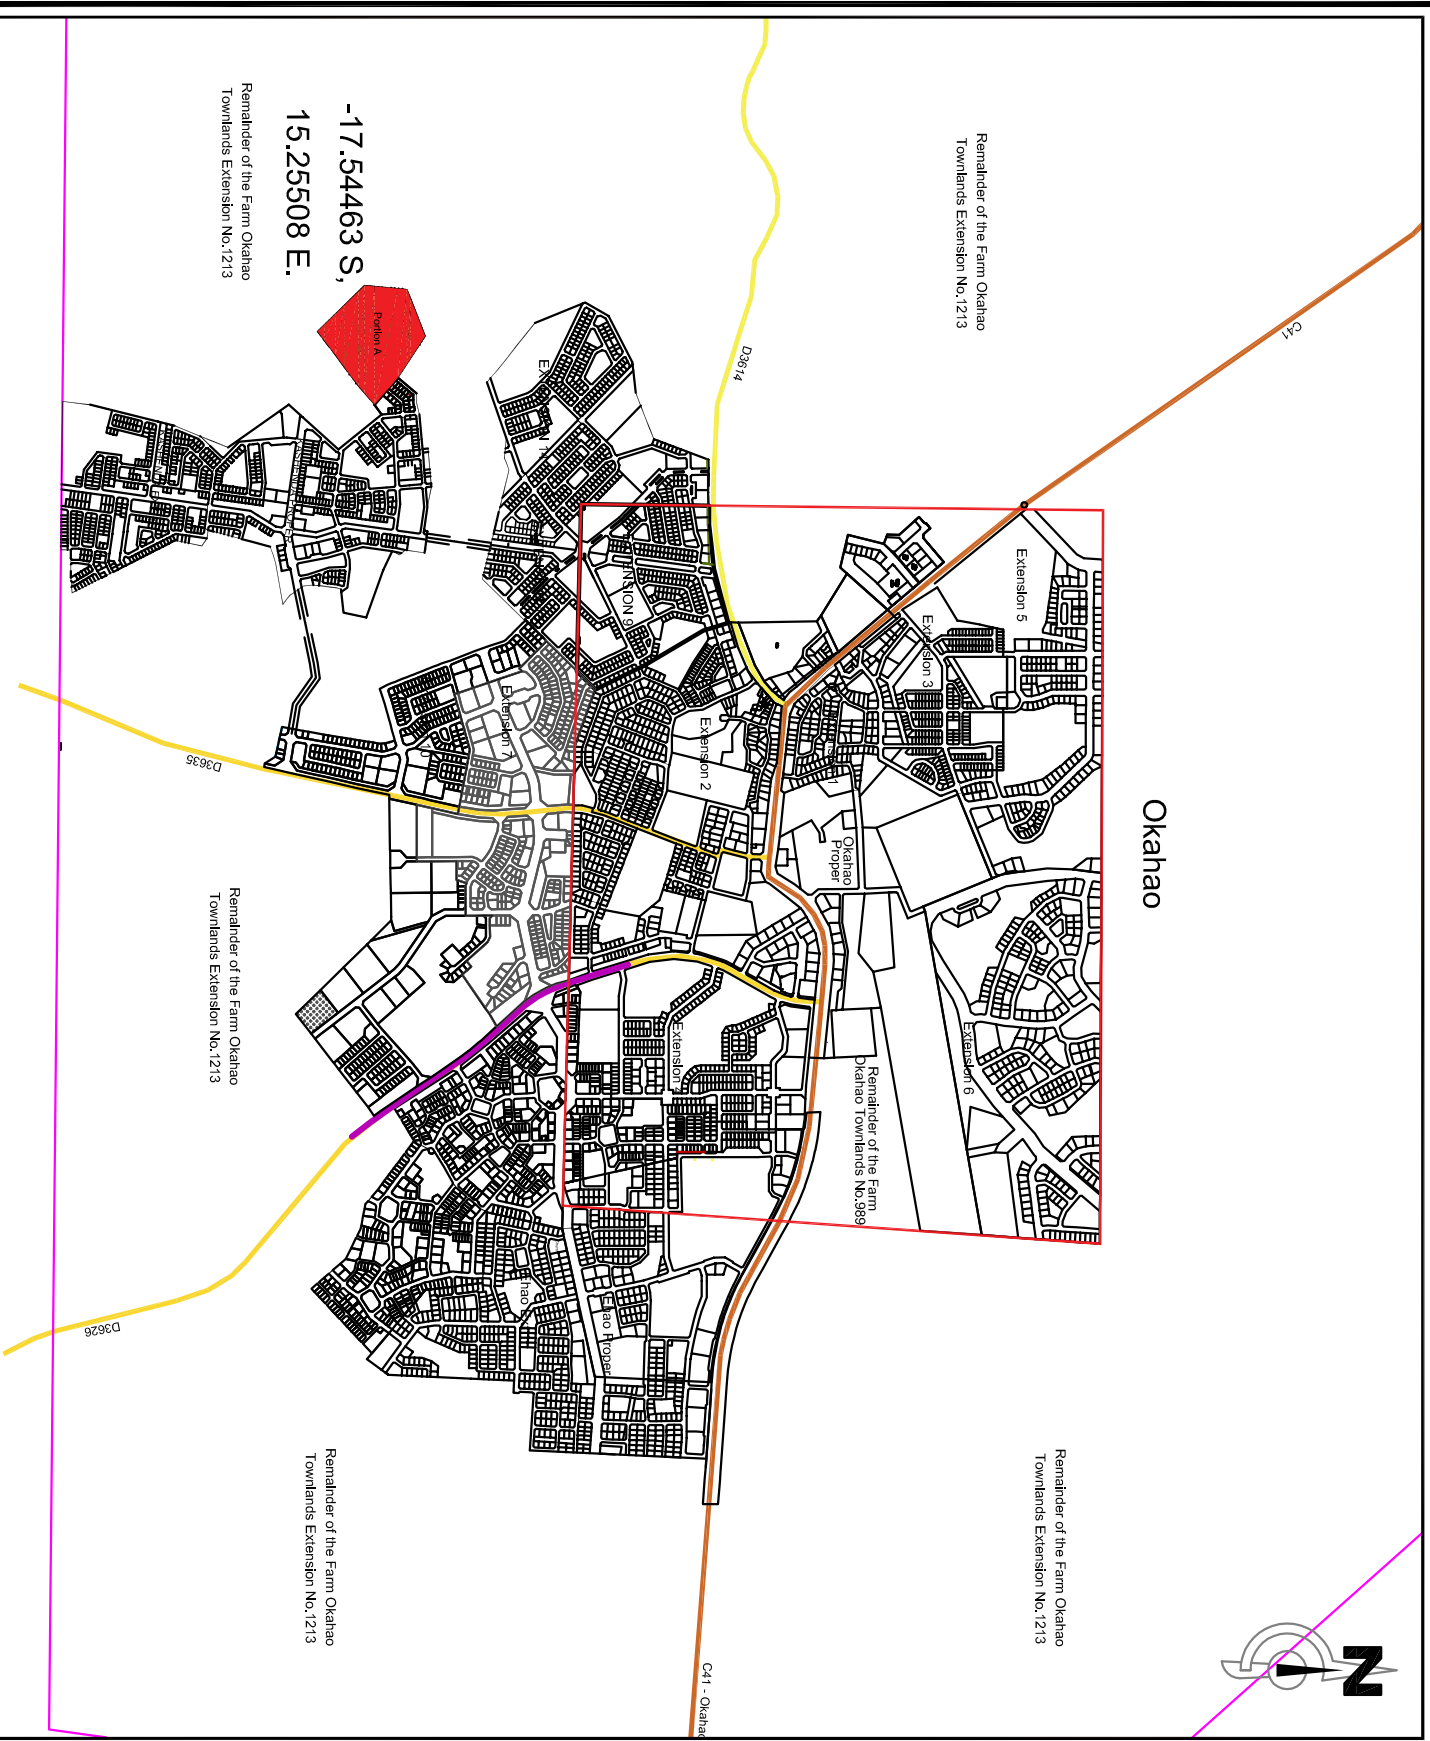 Okahao
C41
Remainder of the Farm Okahao
Townlands Extension No.1213
D3614
-17.54463 S,
15.25508 E.
Remainder of the Farm Okahao
Townlands Extension No.1213
Portion A
Extension 5
Extension 3
Extension 2
Extension 7
10
Okahao
Proper
Extension 6
Extension 4
Remainder of the Farm
Okahao Townlands No.989
D3635
Remainder of the Farm Okahao
Townlands Extension No.1213
Ehao Proper
D3626
Remainder of the Farm Okahao
Townlands Extension No.1213
Remainder of the Farm Okahao
Townlands Extension No.1213
C41 - Okahao
N